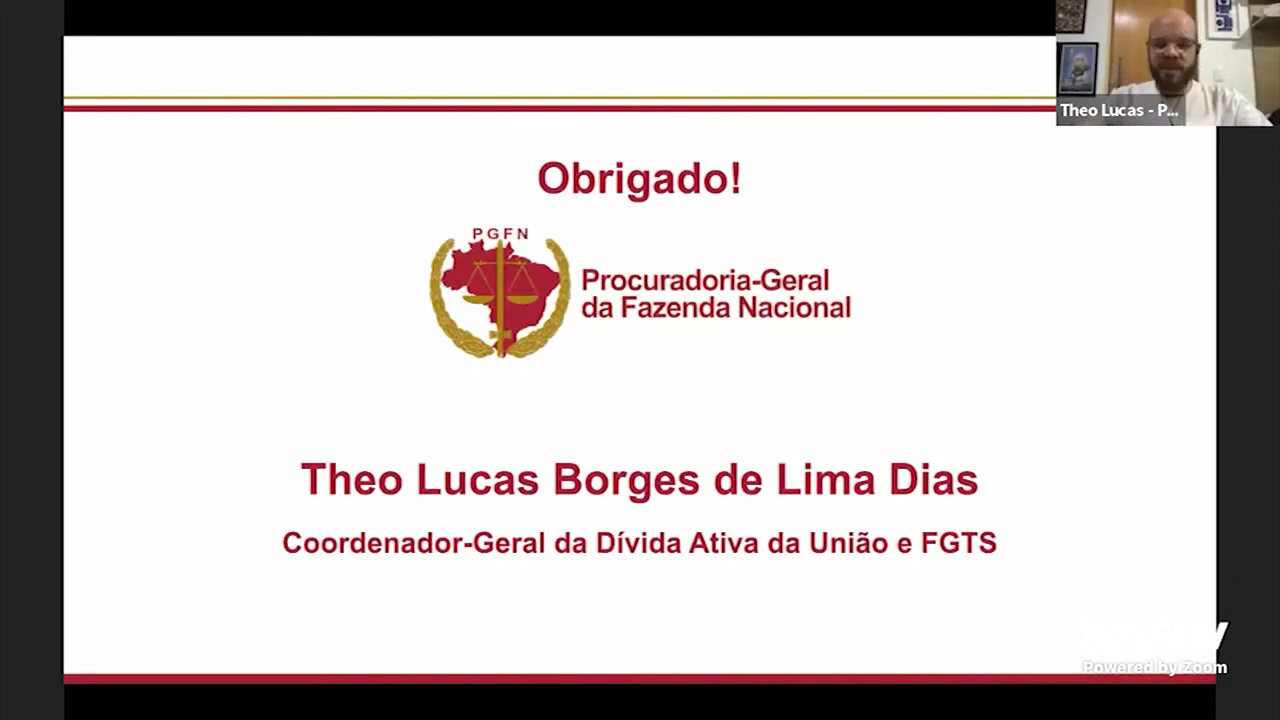 Theo Lucas - P...
Obrigado!
PGFN
Procuradoria-Geral
da Fazenda Nacional
Theo Lucas Borges de Lima Dias
Coordenador-Geral da Dívida Ativa da União e FGTS
Powered by Zoom